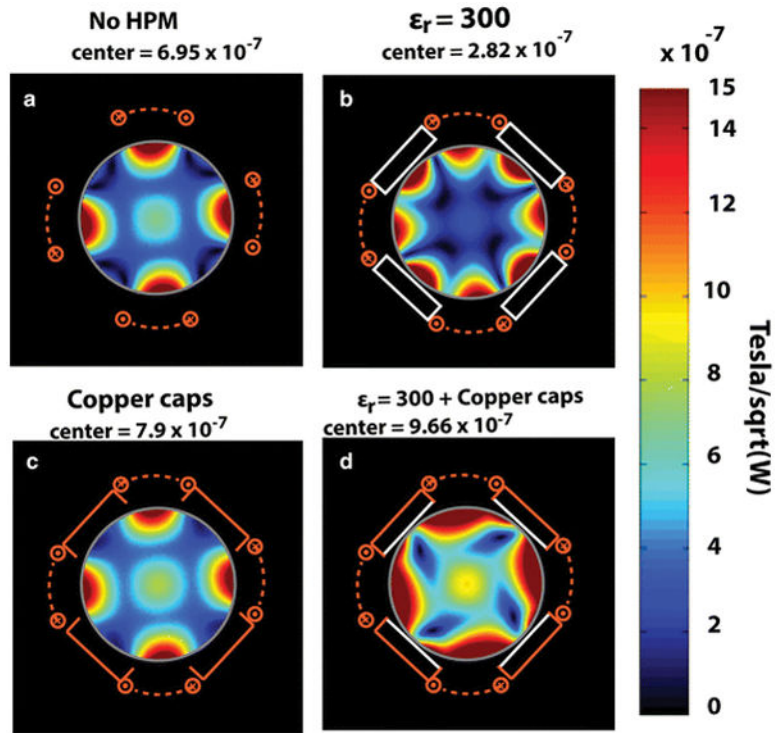 No HPM
center = 6.95 x 10⁻⁷
a
εᵣ = 300
center = 2.82 x 10⁻⁷
b
Copper caps
center = 7.9 x 10⁻⁷
c
εᵣ = 300 + Copper caps
center = 9.66 x 10⁻⁷
d
x 10⁻⁷
15
14
12
10
8
6
4
2
0
Tesla/sqrt(W)